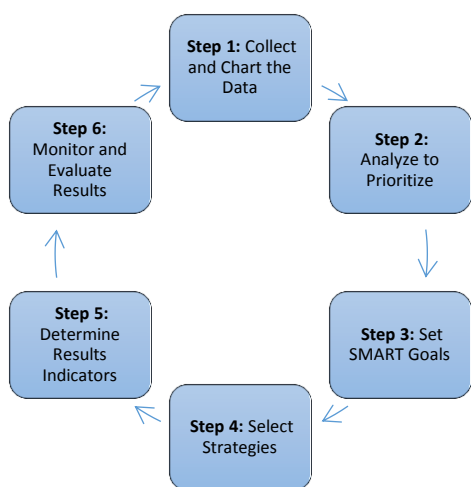 Step 1: Collect
and Chart the
Data
Step 2:
Analyze to
Prioritize
Step 3: Set
SMART Goals
Step 4: Select
Strategies
Step 5:
Determine
Results
Indicators
Step 6:
Monitor and
Evaluate
Results